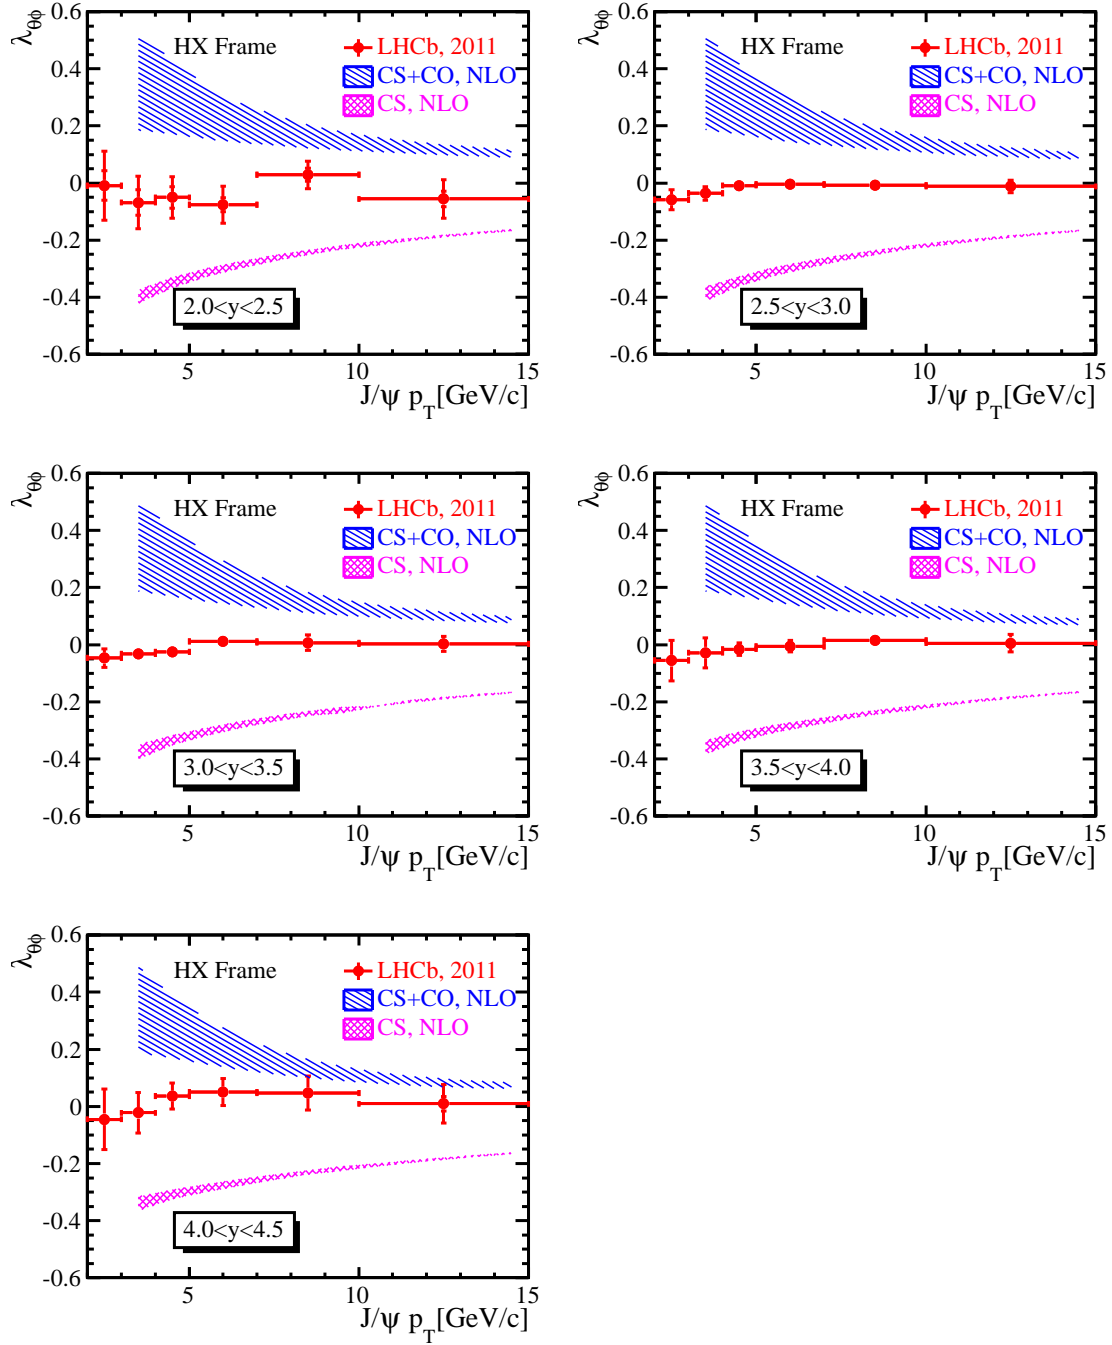 λθϕ
0.6
0.4
0.2
0
-0.2
-0.4
-0.6
HX Frame
LHCb, 2011
CS+CO, NLO
CS, NLO
2.0<y<2.5
5
10
15
J/ψ pT[GeV/c]
λθϕ
0.6
0.4
0.2
0
-0.2
-0.4
-0.6
HX Frame
LHCb, 2011
CS+CO, NLO
CS, NLO
2.5<y<3.0
5
10
15
J/ψ pT[GeV/c]
λθϕ
0.6
0.4
0.2
0
-0.2
-0.4
-0.6
HX Frame
LHCb, 2011
CS+CO, NLO
CS, NLO
3.0<y<3.5
5
10
15
J/ψ pT[GeV/c]
λθϕ
0.6
0.4
0.2
0
-0.2
-0.4
-0.6
HX Frame
LHCb, 2011
CS+CO, NLO
CS, NLO
3.5<y<4.0
5
10
15
J/ψ pT[GeV/c]
λθϕ
0.6
0.4
0.2
0
-0.2
-0.4
-0.6
HX Frame
LHCb, 2011
CS+CO, NLO
CS, NLO
4.0<y<4.5
5
10
15
J/ψ pT[GeV/c]